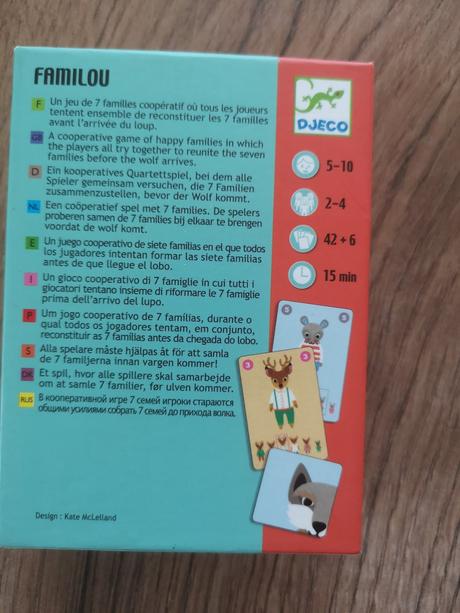 FAMILOU
F Un jeu de 7 familles coopératif où tous les joueurs
tentent ensemble de reconstituer les 7 familles
avant l'arrivée du loup.
GB A cooperative game of happy families in which
the players all try together to reunite the seven
families before the wolf arrives.
D Ein kooperatives Quartettspiel, bei dem alle
Spieler gemeinsam versuchen, die 7 Familien
zusammenzustellen, bevor der Wolf kommt.
NL Een coöperatief spel met 7 families. De spelers
proberen samen de 7 families bij elkaar te brengen
voordat de wolf komt.
E Un juego cooperativo de siete familias en el que todos
los jugadores intentan formar las siete familias
antes de que llegue el lobo.
I Un gioco cooperativo di 7 famiglie in cui tutti i
giocatori tentano insieme di riformare le 7 famiglie
prima dell'arrivo del lupo.
P Um jogo cooperativo de 7 famílias, durante o
qual todos os jogadores tentam, em conjunto,
reconstituir as 7 famílias antes da chegada do lobo.
S Alla spelare måste hjälpas åt för att samla
de 7 familjerna innan vargen kommer!
DK Et spil, hvor alle spillere skal samarbejde
om at samle 7 familier, før ulven kommer.
RUS В кооперативной игре 7 семей игроки стараются
общими усилиями собрать 7 семей до прихода волка.
Design : Kate McLelland
DJECO
5-10
2-4
42 + 6
15 min
5
5
3
3